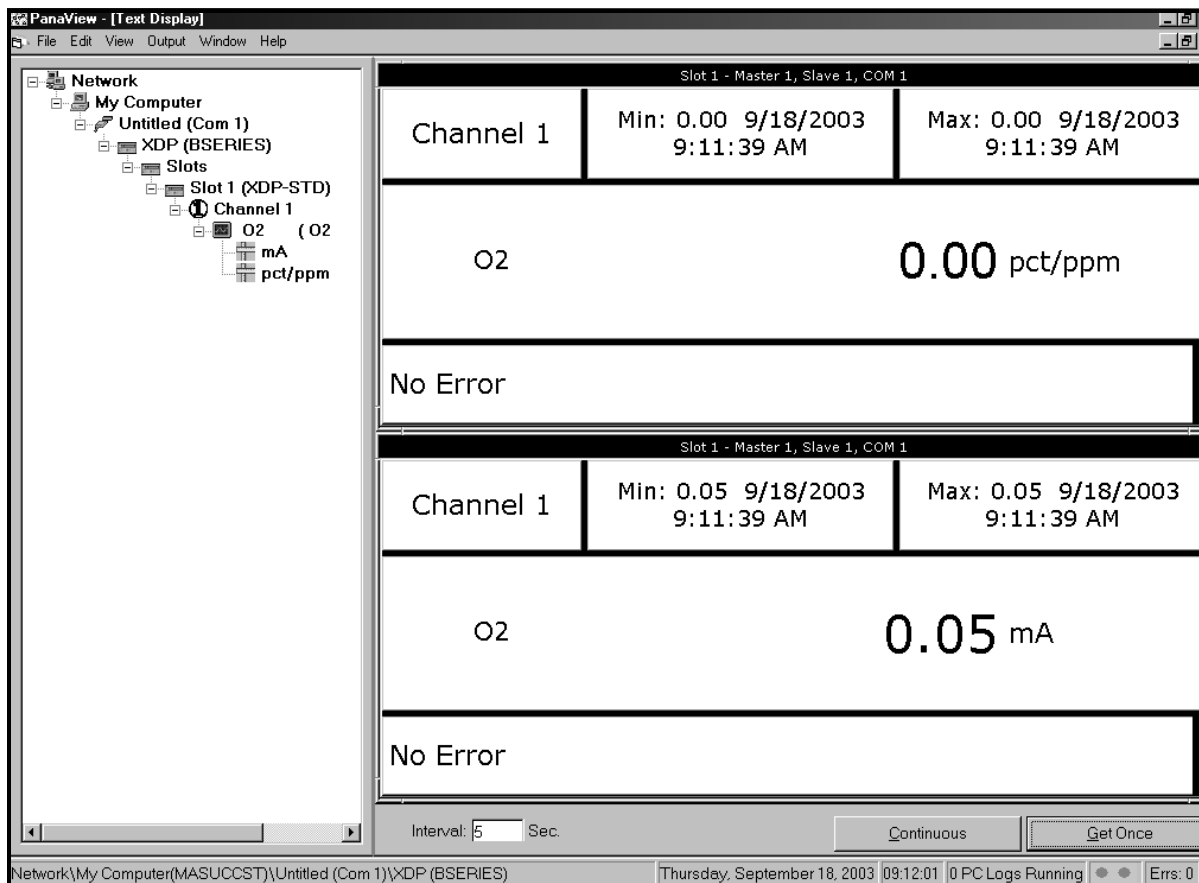 PanaView - [Text Display]
File Edit View Output Window Help
Network
My Computer
Untitled (Com 1)
XDP (BSERIES)
Slots
Slot 1 (XDP-STD)
1 Channel 1
O2 (O2
mA
pct/ppm
Slot 1 - Master 1, Slave 1, COM 1
Channel 1
Min: 0.00 9/18/2003
9:11:39 AM
Max: 0.00 9/18/2003
9:11:39 AM
O2
0.00 pct/ppm
No Error
Slot 1 - Master 1, Slave 1, COM 1
Channel 1
Min: 0.05 9/18/2003
9:11:39 AM
Max: 0.05 9/18/2003
9:11:39 AM
O2
0.05 mA
No Error
Interval: 5 Sec.
Continuous
Get Once
Network\My Computer(MASUCCST)\Untitled (Com 1)\XDP (BSERIES)
Thursday, September 18, 2003
09:12:01
0 PC Logs Running
Errs: 0